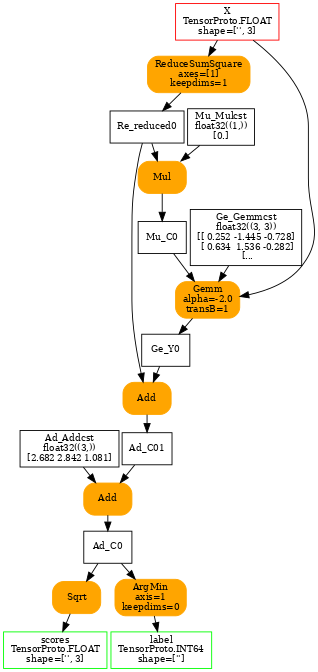 X
TensorProto.FLOAT
shape=['', 3]
ReduceSumSquare
axes=[1]
keepdims=1
Re_reduced0
Mu_Mulcst
float32((1,))
[0.]
Mul
Mu_C0
Ge_Gemmcst
float32((3, 3))
[[ 0.252 -1.445 -0.728]
[ 0.634 1.536 -0.282]
[...
Gemm
alpha=-2.0
transB=1
Ge_Y0
Add
Ad_Addcst
float32((3,))
[2.682 2.842 1.081]
Ad_C01
Add
Ad_C0
Sqrt
ArgMin
axis=1
keepdims=0
scores
TensorProto.FLOAT
shape=['', 3]
label
TensorProto.INT64
shape=['']